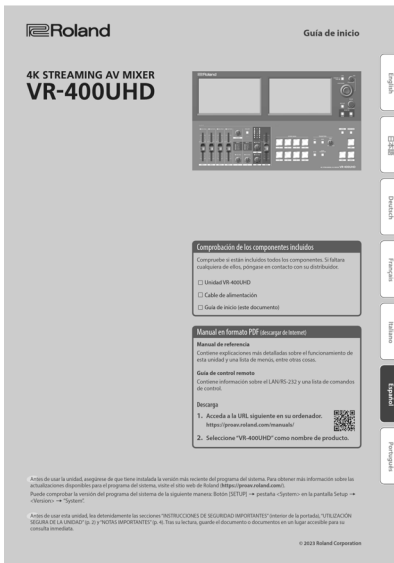 Roland
Guía de inicio
4K STREAMING AV MIXER
VR-400UHD
English
日本語
Deutsch
Français
Italiano
Español
Português
Comprobación de los componentes incluidos
Compruebe si están incluidos todos los componentes. Si faltara
cualquiera de ellos, póngase en contacto con su distribuidor.
Unidad VR-400UHD
Cable de alimentación
Guía de inicio (este documento)
Manual en formato PDF (descargar de Internet)
Manual de referencia
Contiene explicaciones más detalladas sobre el funcionamiento de
esta unidad y una lista de menús, entre otras cosas.
Guía de control remoto
Contiene información sobre el LAN/RS-232 y una lista de comandos
de control.
Descarga
1. Acceda a la URL siguiente en su ordenador.
https://proav.roland.com/manuals/
2. Seleccione "VR-400UHD" como nombre de producto.
Antes de usar la unidad, asegúrese de que tiene instalada la versión más reciente del programa del sistema. Para obtener más información sobre las
actualizaciones disponibles para el programa del sistema, visite el sitio web de Roland (https://proav.roland.com/).
Puede comprobar la versión del programa del sistema de la siguiente manera: Botón [SETUP] → pestaña <System> en la pantalla Setup →
<Version> → "System"
Antes de usar esta unidad, lea detenidamente las secciones "INSTRUCCIONES DE SEGURIDAD IMPORTANTES" (interior de la portada), "UTILIZACIÓN
SEGURA DE LA UNIDAD" (p. 2) y "NOTAS IMPORTANTES" (p. 4). Tras su lectura, guarde el documento o documentos en un lugar accesible para su
consulta inmediata.
© 2023 Roland Corporation